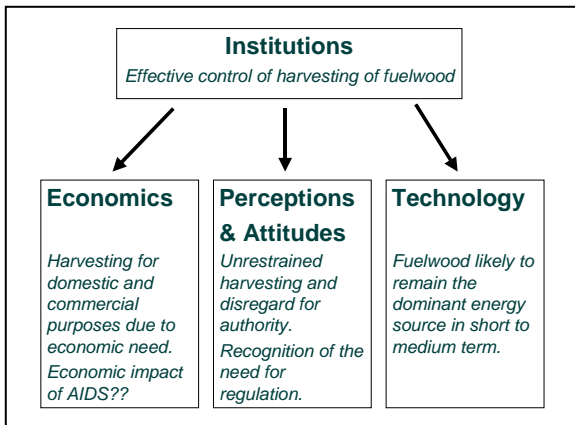 Institutions
Effective control of harvesting of fuelwood
Economics
Harvesting for
domestic and
commercial
purposes due to
economic need.
Economic impact
of AIDS??
Perceptions
& Attitudes
Unrestrained
harvesting and
disregard for
authority.
Recognition of the
need for
regulation.
Technology
Fuelwood likely to
remain the
dominant energy
source in short to
medium term.